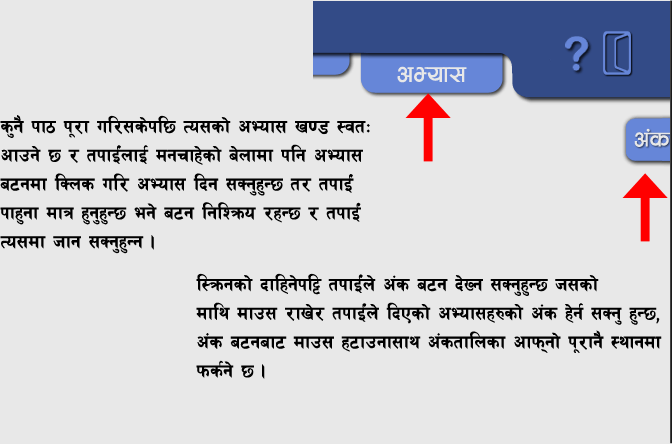 अभ्यास
?
अंक
कुनै पाठ पूरा गरिसकेपछि त्यसको अभ्यास खण्ड स्वतः
आउने छ र तपाईंलाई मनचाहेको बेलामा पनि अभ्यास
बटनमा क्लिक गरि अभ्यास दिन सक्नुहुन्छ तर तपाईं
पाहुना मात्र हुनुहुन्छ भने बटन निश्क्रिय रहन्छ र तपाईं
त्यसमा जान सक्नुहुन्न ।
स्क्रिनको दाहिनेपट्टि तपाईंले अंक बटन देख्न सक्नुहुन्छ जसको
माथि माउस राखेर तपाईंले दिएको अभ्यासहरुको अंक हेर्न सक्नु हुन्छ,
अंक बटनबाट माउस हटाउनासाथ अंकतालिका आफ्नो पूरानै स्थानमा
फर्कने छ ।